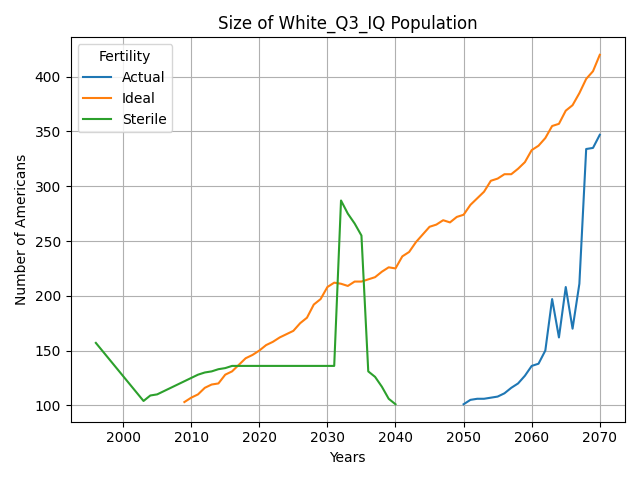 Size of White_Q3_IQ Population
Fertility
Actual
Ideal
Sterile
400
350
300
250
200
150
100
Number of Americans
2000 2010 2020 2030 2040 2050 2060 2070
Years